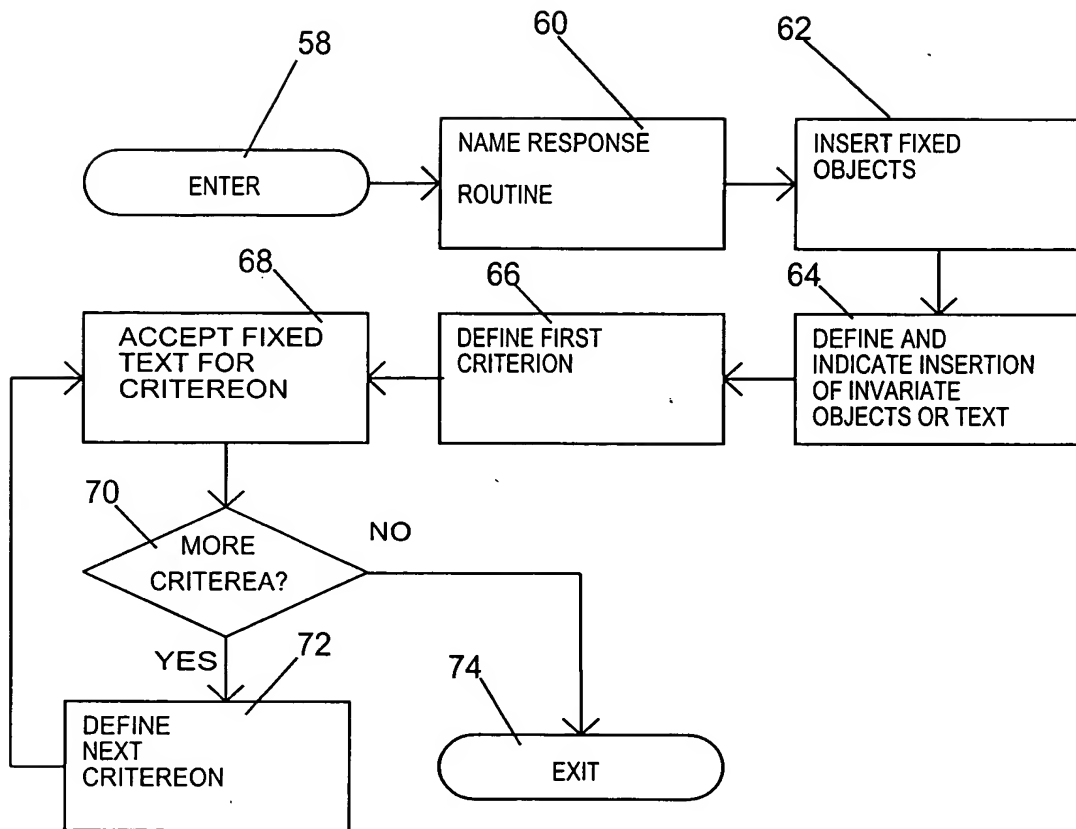 58
ENTER
60
NAME RESPONSE
ROUTINE
62
INSERT FIXED
OBJECTS
64
DEFINE AND
INDICATE INSERTION
OF INVARIATE
OBJECTS OR TEXT
66
DEFINE FIRST
CRITERION
68
ACCEPT FIXED
TEXT FOR
CRITEREON
70
MORE
CRITEREA?
NO
YES
72
DEFINE
NEXT
CRITEREON
74
EXIT